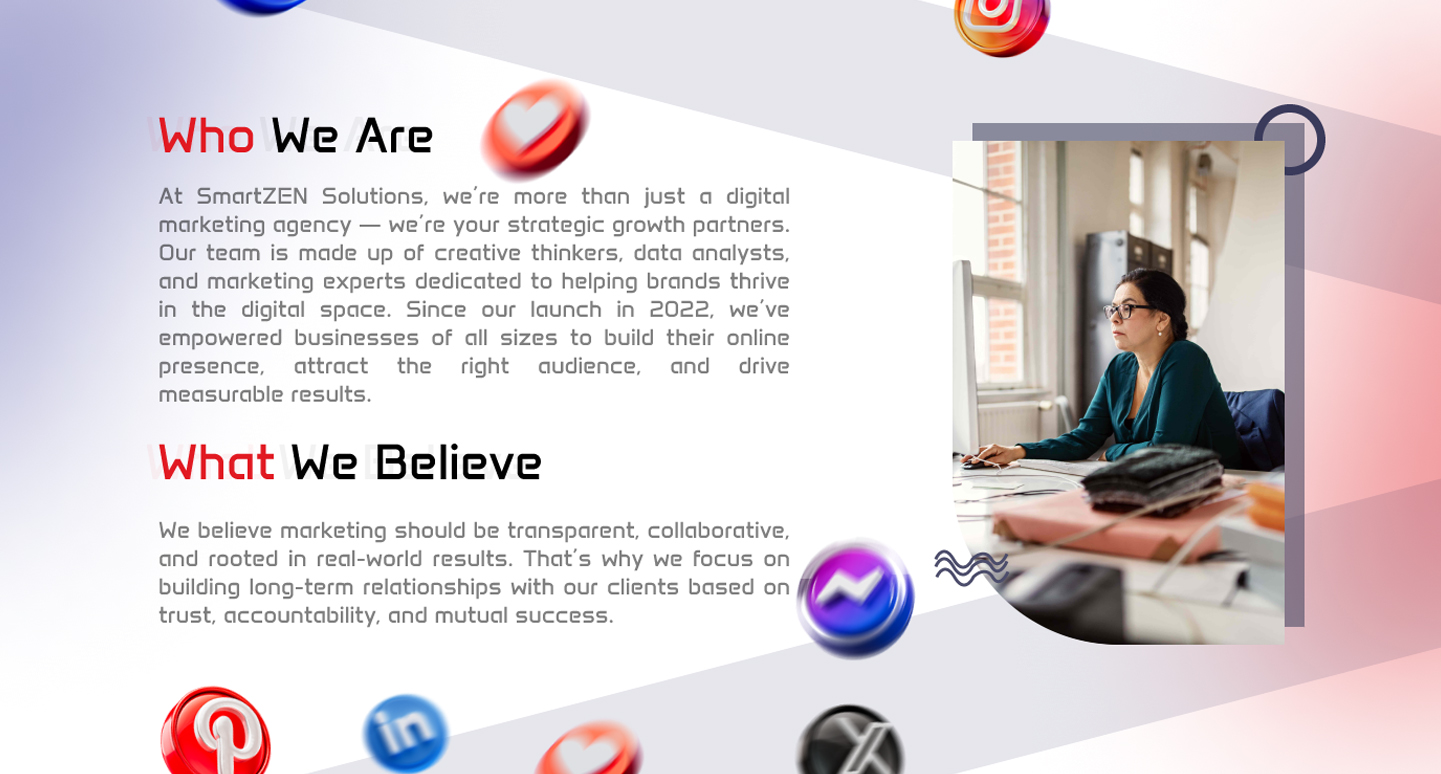 Who We Are
At SmartZEN Solutions, we're more than just a digital
marketing agency — we're your strategic growth partners.
Our team is made up of creative thinkers, data analysts,
and marketing experts dedicated to helping brands thrive
in the digital space. Since our launch in 2022, we've
empowered businesses of all sizes to build their online
presence, attract the right audience, and drive
measurable results.
What We Believe
We believe marketing should be transparent, collaborative,
and rooted in real-world results. That's why we focus on
building long-term relationships with our clients based on
trust, accountability, and mutual success.
in